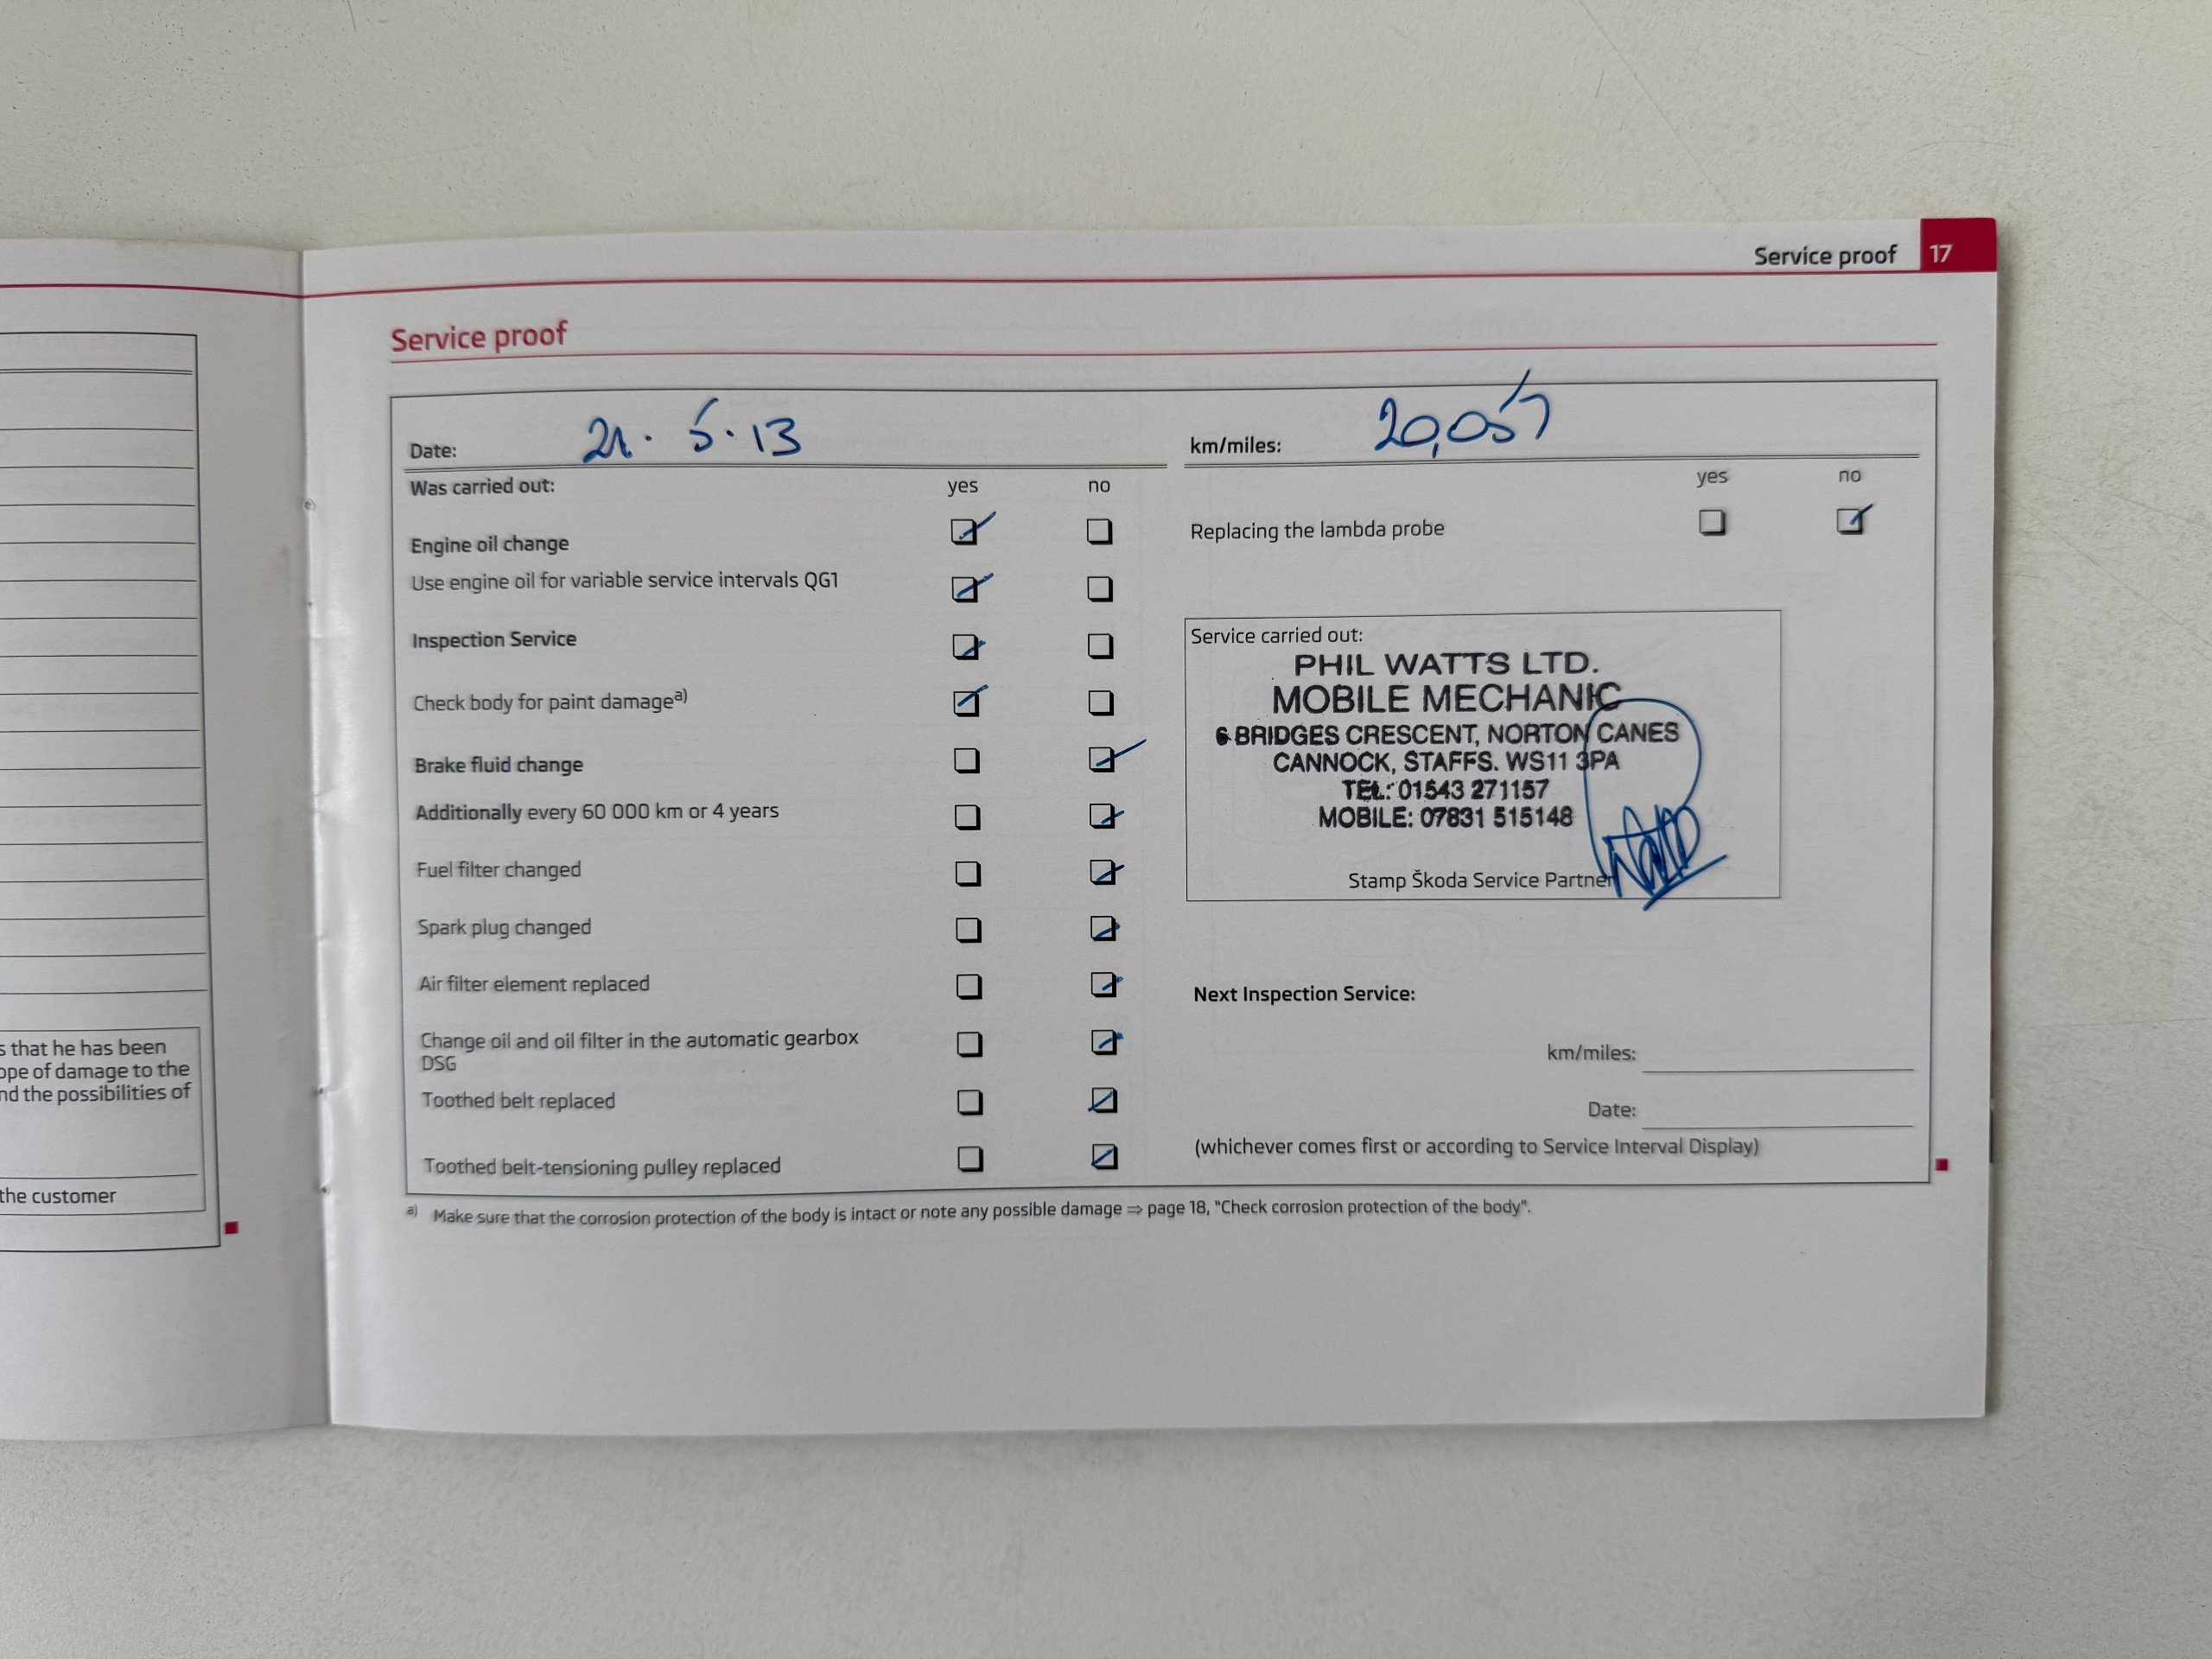 Service proof 17
Service proof
Date: 21. 5.13
km/miles: 20,057
Was carried out: yes no
Engine oil change
Use engine oil for variable service intervals QG1
Inspection Service
Check body for paint damage a)
Brake fluid change
Additionally every 60 000 km or 4 years
Fuel filter changed
Spark plug changed
Air filter element replaced
Change oil and oil filter in the automatic gearbox
DSG
Toothed belt replaced
Toothed belt-tensioning pulley replaced
yes no
Replacing the lambda probe
Service carried out:
PHIL WATTS LTD.
MOBILE MECHANIC
6 BRIDGES CRESCENT, NORTON CANES
CANNOCK, STAFFS. WS11 3PA
TEL: 01543 271157
MOBILE: 07831 515148
Stamp Škoda Service Partner
Next Inspection Service:
km/miles:
Date:
(whichever comes first or according to Service Interval Display)
a) Make sure that the corrosion protection of the body is intact or note any possible damage ⇒ page 18, "Check corrosion protection of the body".
s that he has been
ope of damage to the
nd the possibilities of
the customer